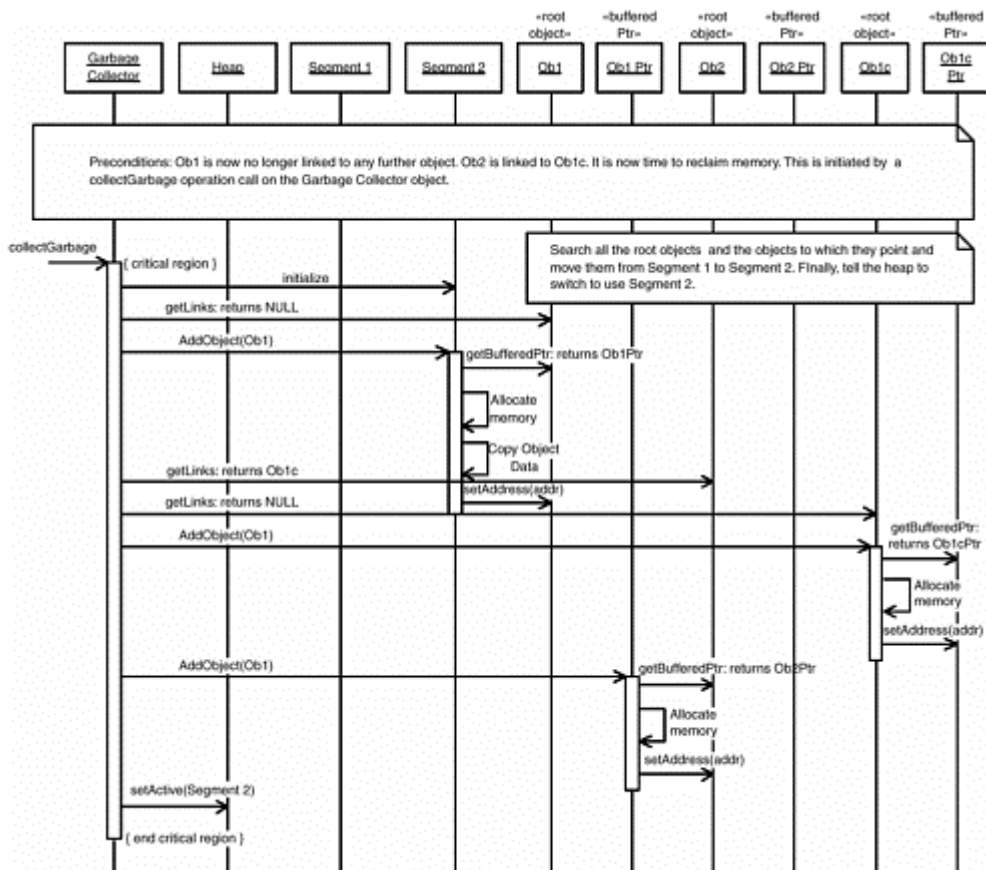 «root
object»
«buffered
Ptr»
«root
object»
«buffered
Ptr»
«root
object»
«buffered
Ptr»
Garbage
Collector
Heap
Segment 1
Segment 2
Ob1
Ob1 Ptr
Ob2
Ob2 Ptr
Ob1c
Ob1c
Ptr
Preconditions: Ob1 is now no longer linked to any further object. Ob2 is linked to Ob1c. It is now time to reclaim memory. This is initiated by a
collectGarbage operation call on the Garbage Collector object.
collectGarbage
{ critical region }
Search all the root objects and the objects to which they point and
move them from Segment 1 to Segment 2. FInally, tell the heap to
switch to use Segment 2.
initialize
getLinks: returns NULL
AddObject(Ob1)
getBufferedPtr: returns Ob1Ptr
Allocate
memory
Copy Object
Data
getLinks: returns Ob1c
setAddress(addr)
getLinks: returns NULL
AddObject(Ob1)
getBufferedPtr:
returns Ob1cPtr
Allocate
memory
setAddress(addr)
AddObject(Ob1)
getBufferedPtr: returns Ob2Ptr
Allocate
memory
setAddress(addr)
setActive(Segment 2)
{ end critical region }